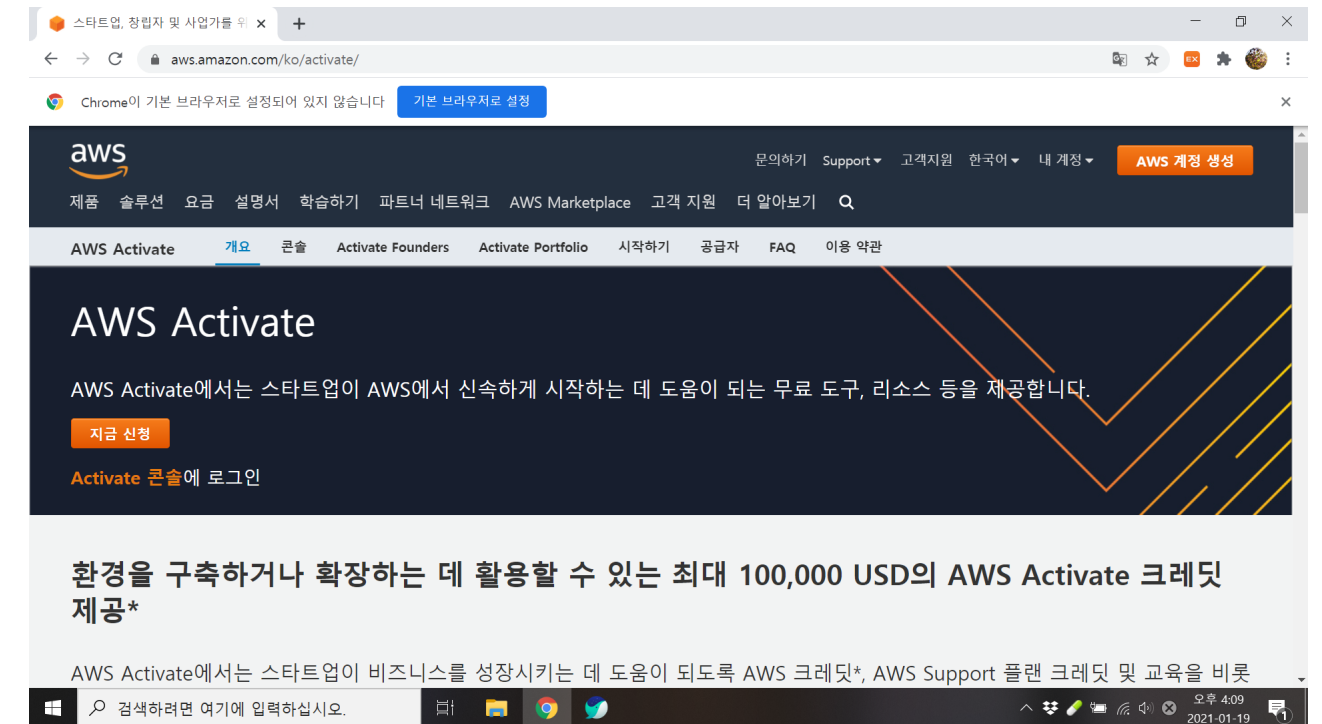 스타트업, 창립자 및 사업가를 위
aws.amazon.com/ko/activate/
EX
Chrome이 기본 브라우저로 설정되어 있지 않습니다 기본 브라우저로 설정
aws
문의하기 Support 고객지원 한국어 내 계정 AWS 계정 생성
제품 솔루션 요금 설명서 학습하기 파트너 네트워크 AWS Marketplace 고객 지원 더 알아보기
AWS Activate 개요 콘솔 Activate Founders Activate Portfolio 시작하기 공급자 FAQ 이용 약관
AWS Activate
AWS Activate에서는 스타트업이 AWS에서 신속하게 시작하는 데 도움이 되는 무료 도구, 리소스 등을 제공합니다.
지금 신청
Activate 콘솔에 로그인
환경을 구축하거나 확장하는 데 활용할 수 있는 최대 100,000 USD의 AWS Activate 크레딧
제공*
AWS Activate에서는 스타트업이 비즈니스를 성장시키는 데 도움이 되도록 AWS 크레딧*, AWS Support 플랜 크레딧 및 교육을 비롯
검색하려면 여기에 입력하십시오.
오후 4:09
2021-01-19
1